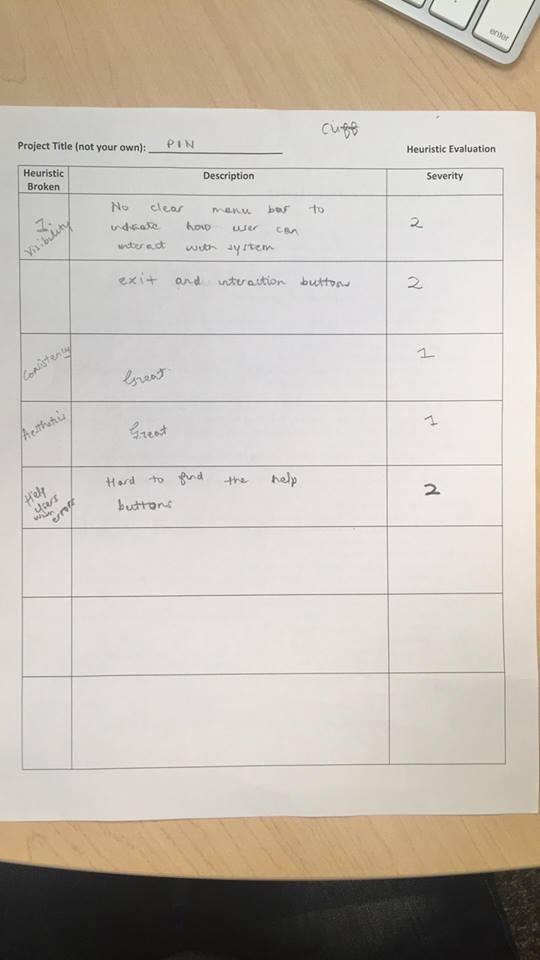 enter
Cliff
Project Title (not your own): PIN
Heuristic Evaluation
Heuristic Broken
Description
Severity
1. Visibility
No clear menu bar to
indicate how user can
interact with system
2
exit and interaction buttons
2
Consistency
Great
1
Aesthetic
Great
1
Help
users
when
errors
Hard to find the help
buttons
2